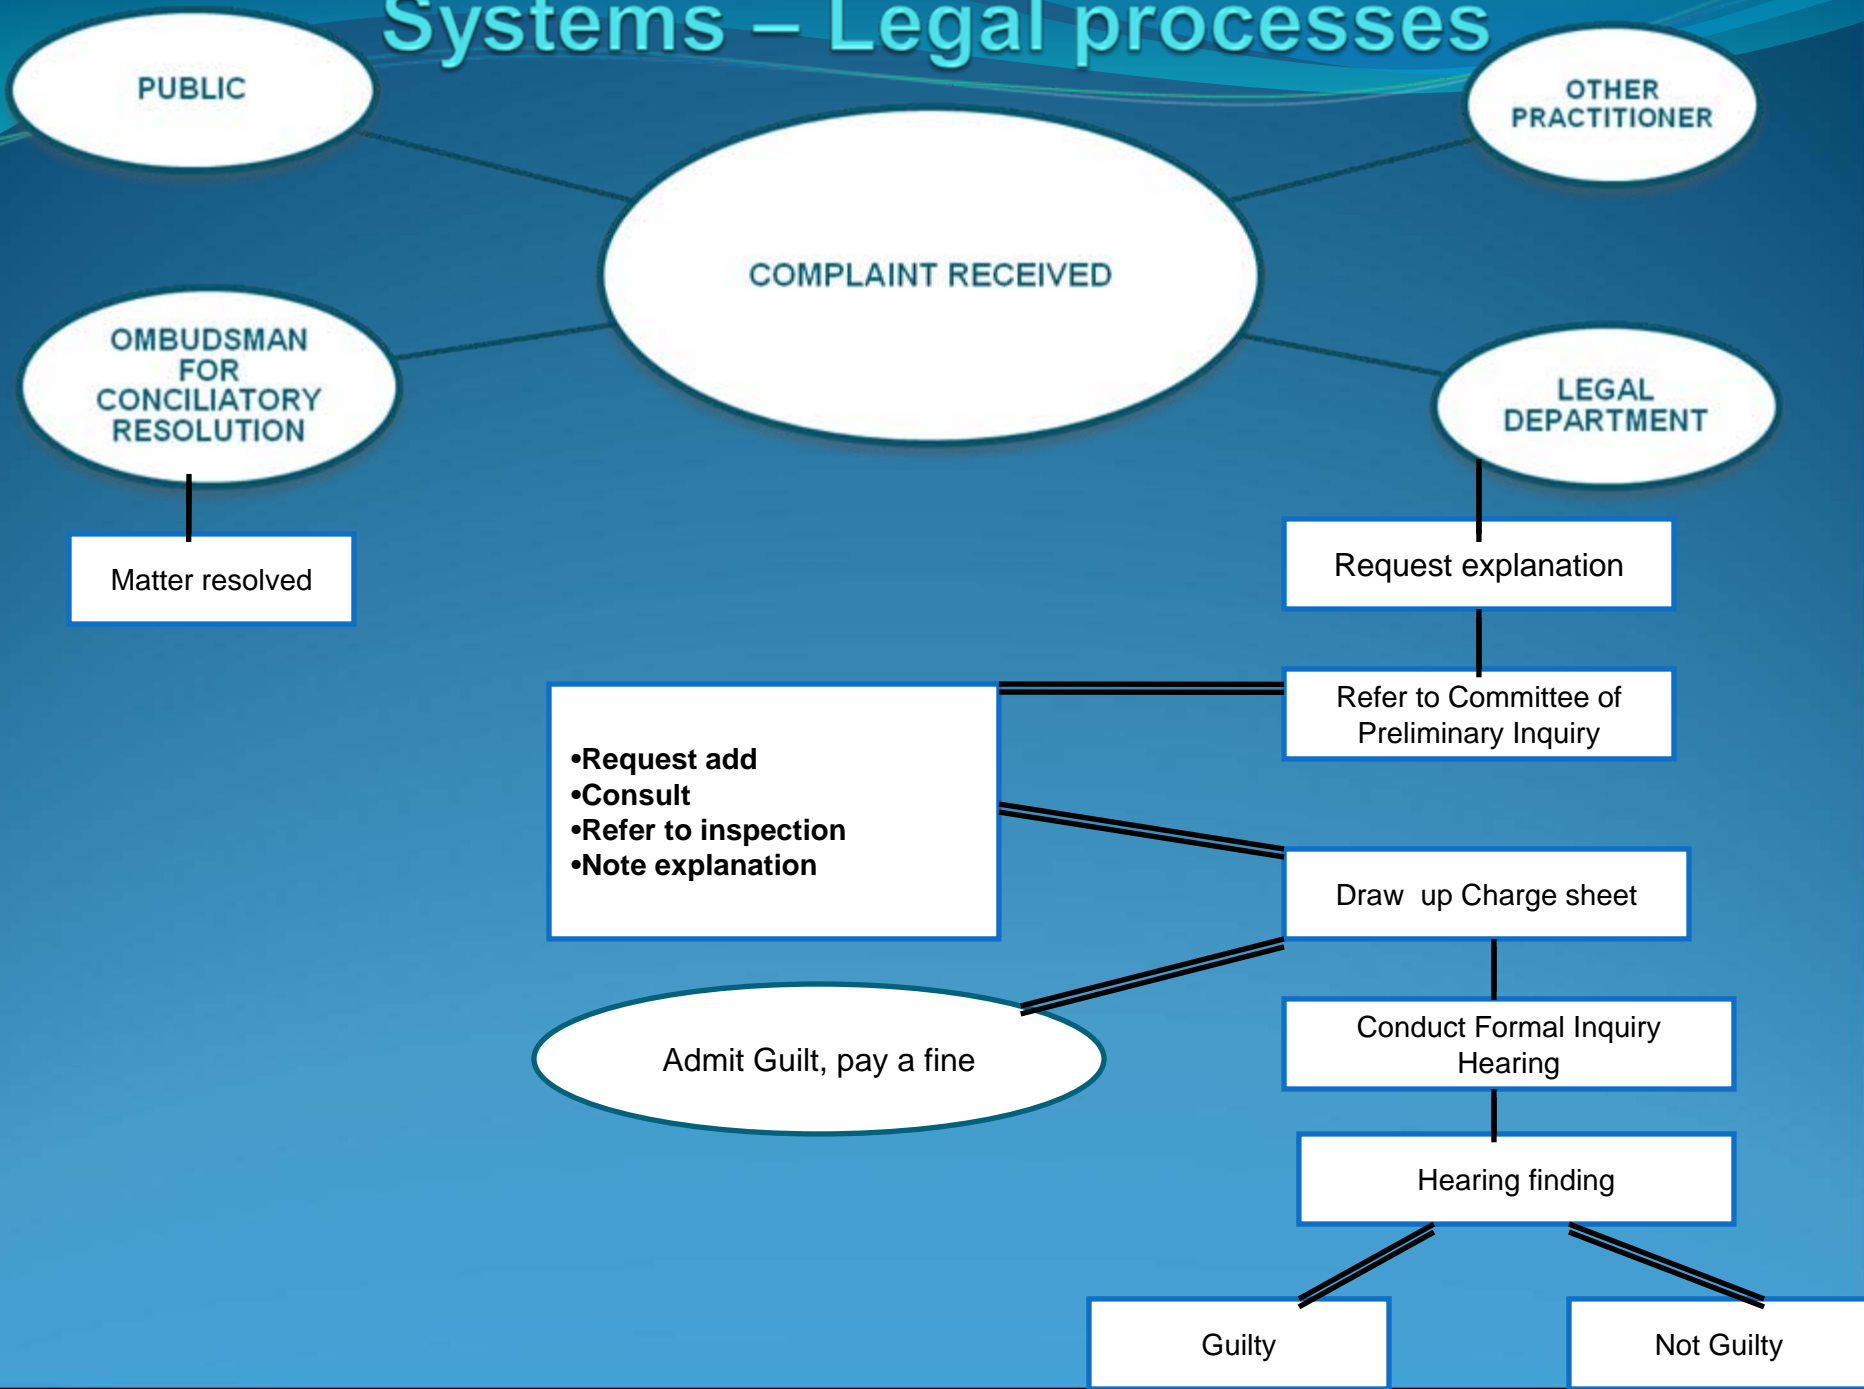 Systems – Legal processes
PUBLIC
OTHER
PRACTITIONER
COMPLAINT RECEIVED
OMBUDSMAN
FOR
CONCILIATORY
RESOLUTION
LEGAL
DEPARTMENT
Matter resolved
Request explanation
Refer to Committee of
Preliminary Inquiry
•Request add
•Consult
•Refer to inspection
•Note explanation
Draw  up Charge sheet
Admit Guilt, pay a fine
Conduct Formal Inquiry
Hearing
Hearing finding
Guilty
Not Guilty